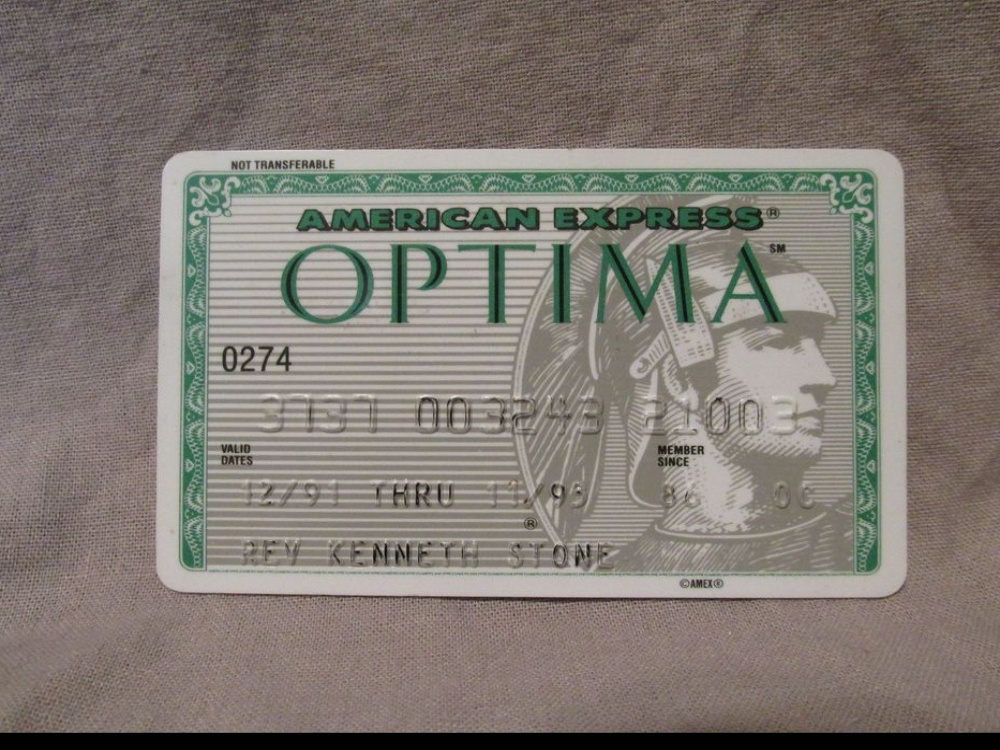 NOT TRANSFERABLE
AMERICAN EXPRESS®
OPTIMA℠
0274
3737 003243 21003
VALID DATES
MEMBER SINCE
12/91 THRU 11/93 86
®
REV KENNETH STONE
©AMEX®